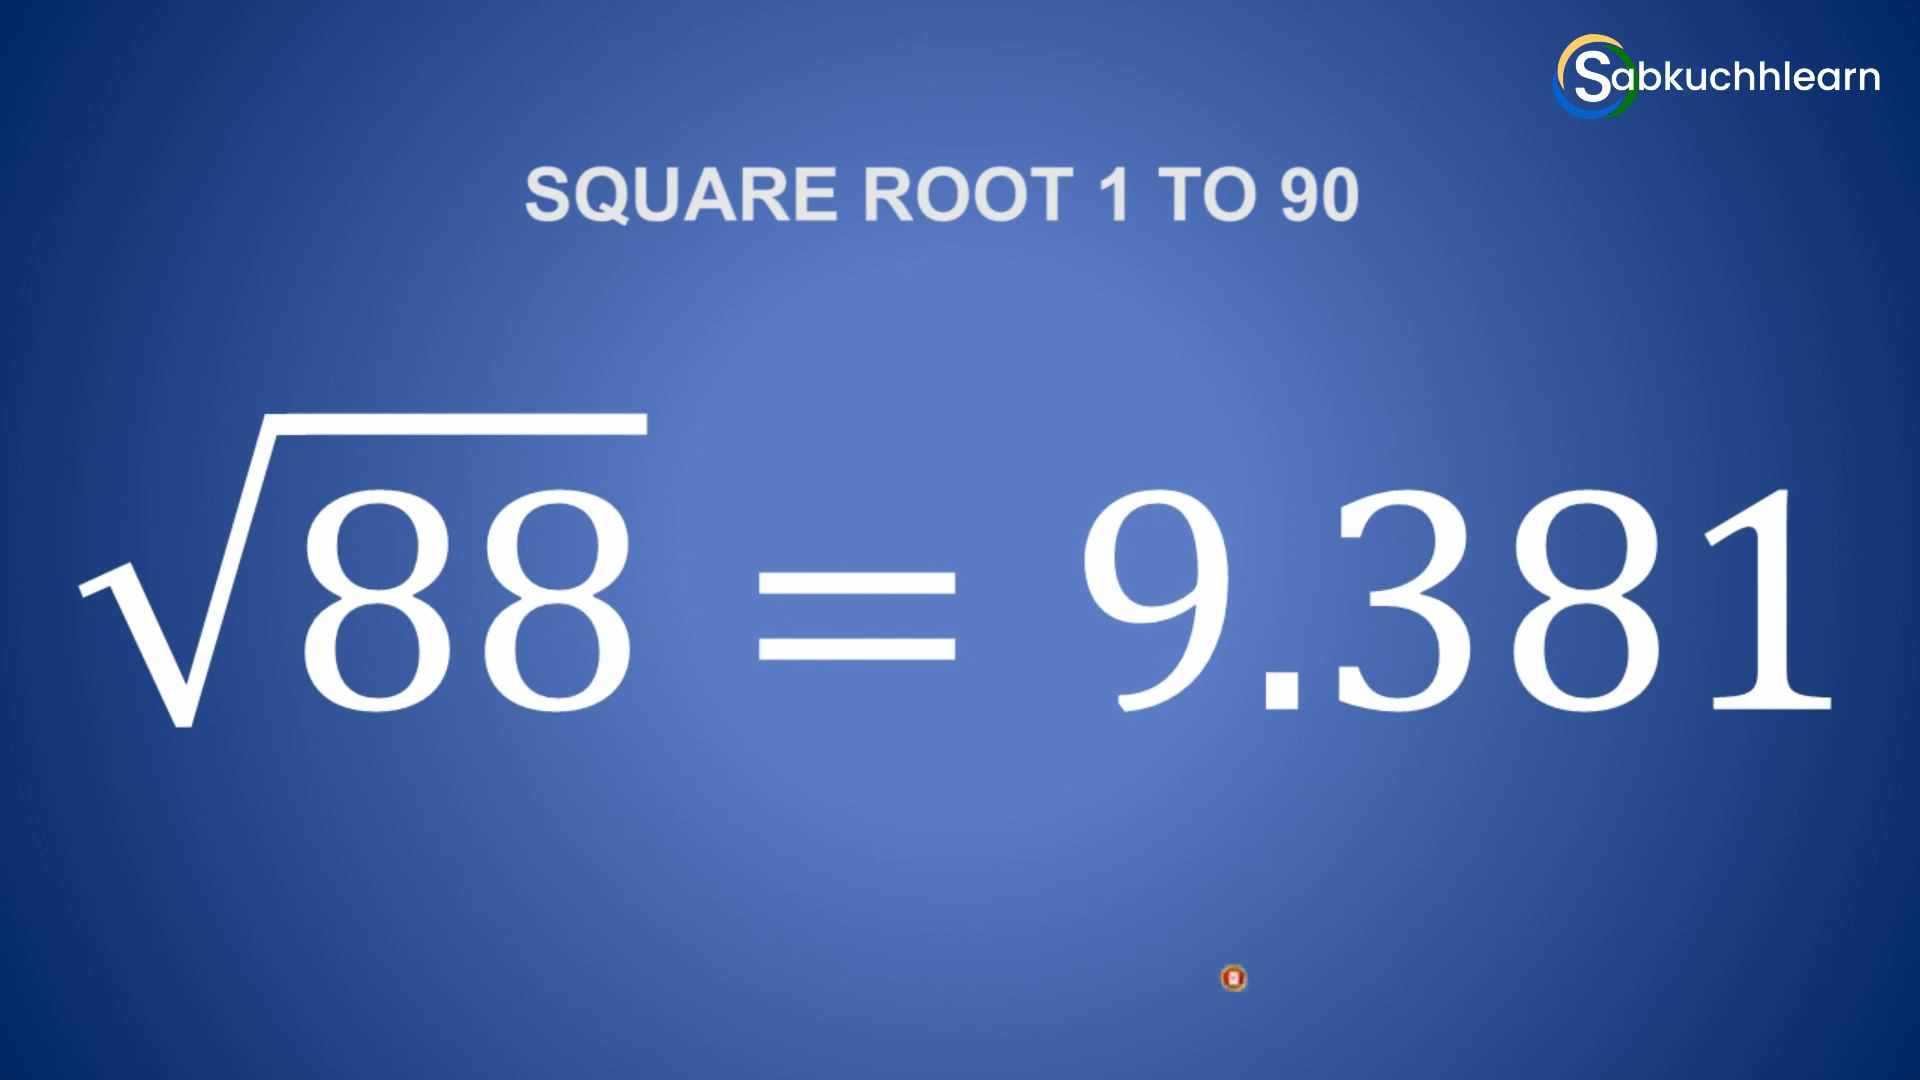 Sabkuchhlearn
SQUARE ROOT 1 TO 90
√88 = 9.381